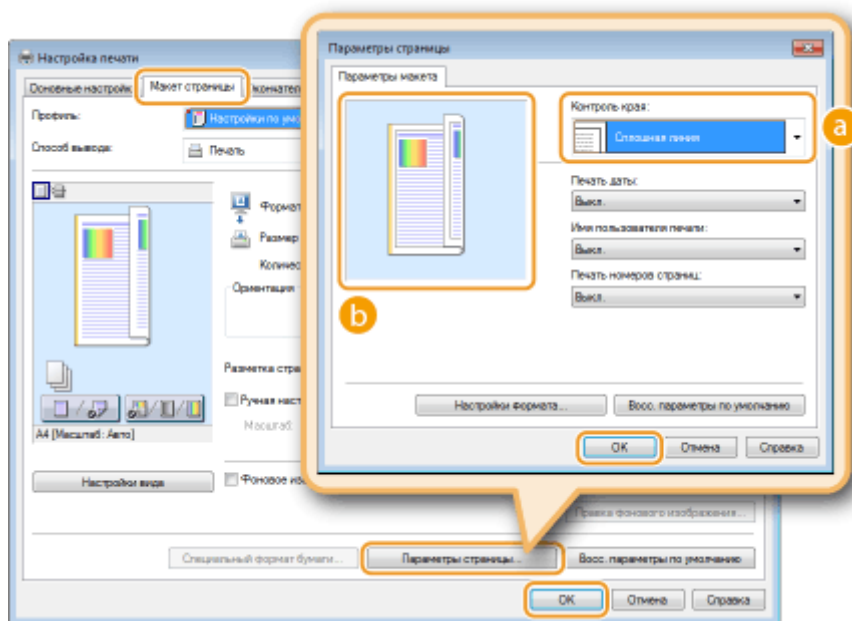 Настройка печати
Основные настройк
Макет страницы
Профиль:
Настройки по умо
Способ вывода:
Печать
Формат
Размер
Количес
Ориентация
Разметка стра
Ручная наст
Масштаб:
A4 [Масштаб: Авто]
Настройки вида
Фоновое из
Правка фонового изображения...
Специальный формат бумаги...
Параметры страницы...
Восс. параметры по умолчанию
OK
Отмена
Справка
Параметры страницы
Параметры макета
Контроль края:
Сплошная линия
a
Печать даты:
Выкл.
Имя пользователя печати:
Выкл.
Печать номеров страниц:
Выкл.
b
Настройки формата...
Восс. параметры по умолчанию
OK
Отмена
Справка